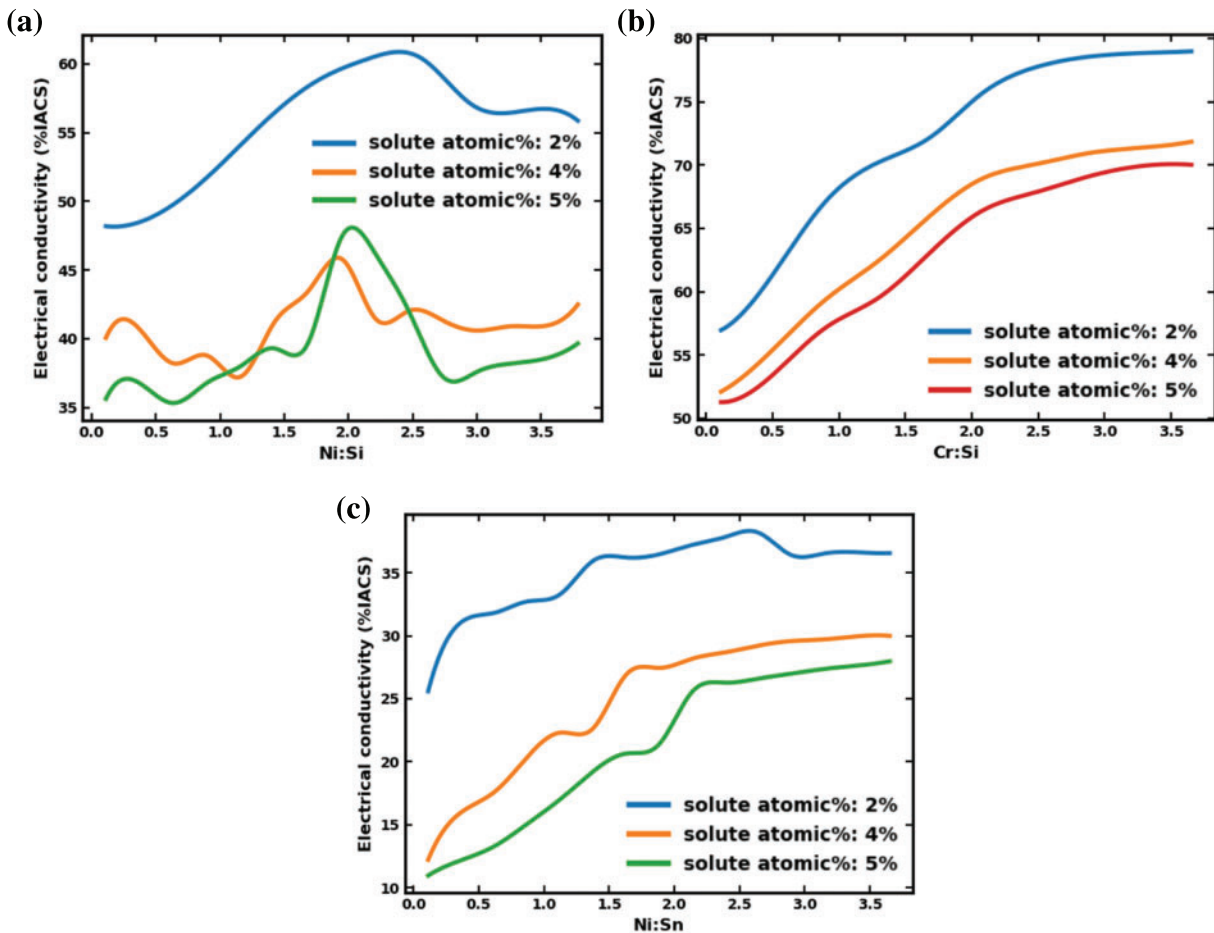 (a)
Electrical conductivity (%IACS)
60
55
50
45
40
35
solute atomic%: 2%
solute atomic%: 4%
solute atomic%: 5%
0.0 0.5 1.0 1.5 2.0 2.5 3.0 3.5
Ni:Si
(b)
Electrical conductivity (%IACS)
80
75
70
65
60
55
50
solute atomic%: 2%
solute atomic%: 4%
solute atomic%: 5%
0.0 0.5 1.0 1.5 2.0 2.5 3.0 3.5
Cr:Si
(c)
Electrical conductivity (%IACS)
35
30
25
20
15
10
solute atomic%: 2%
solute atomic%: 4%
solute atomic%: 5%
0.0 0.5 1.0 1.5 2.0 2.5 3.0 3.5
Ni:Sn